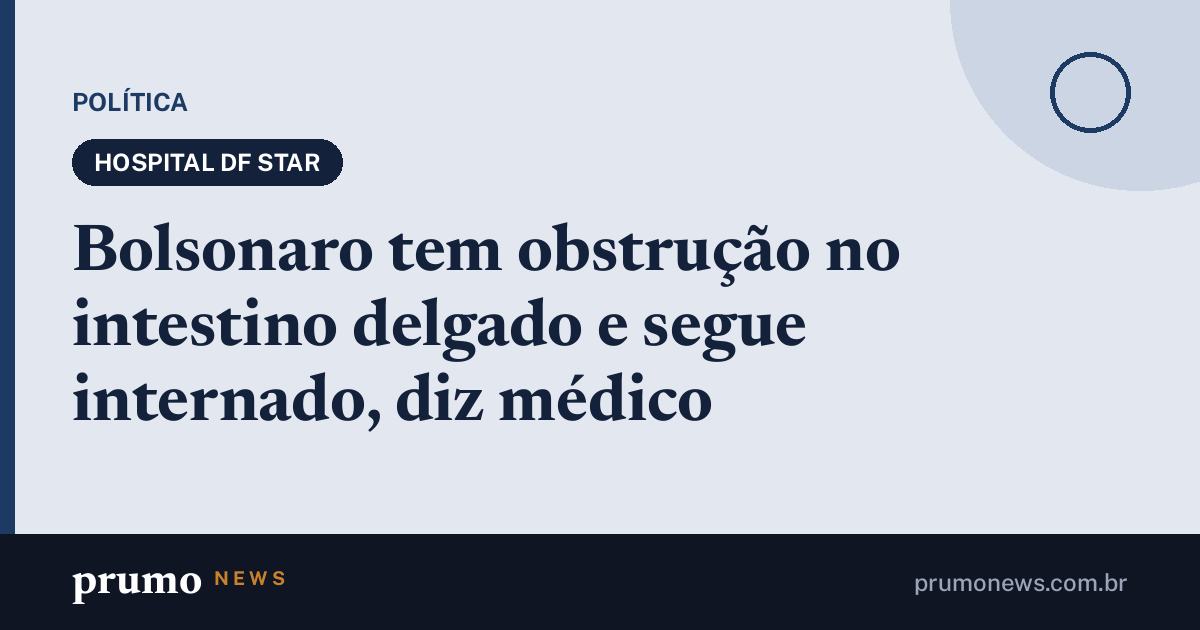 POLÍTICA
HOSPITAL DF STAR
Bolsonaro tem obstrução no
intestino delgado e segue
internado, diz médico
prumo NEWS
prumonews.com.br